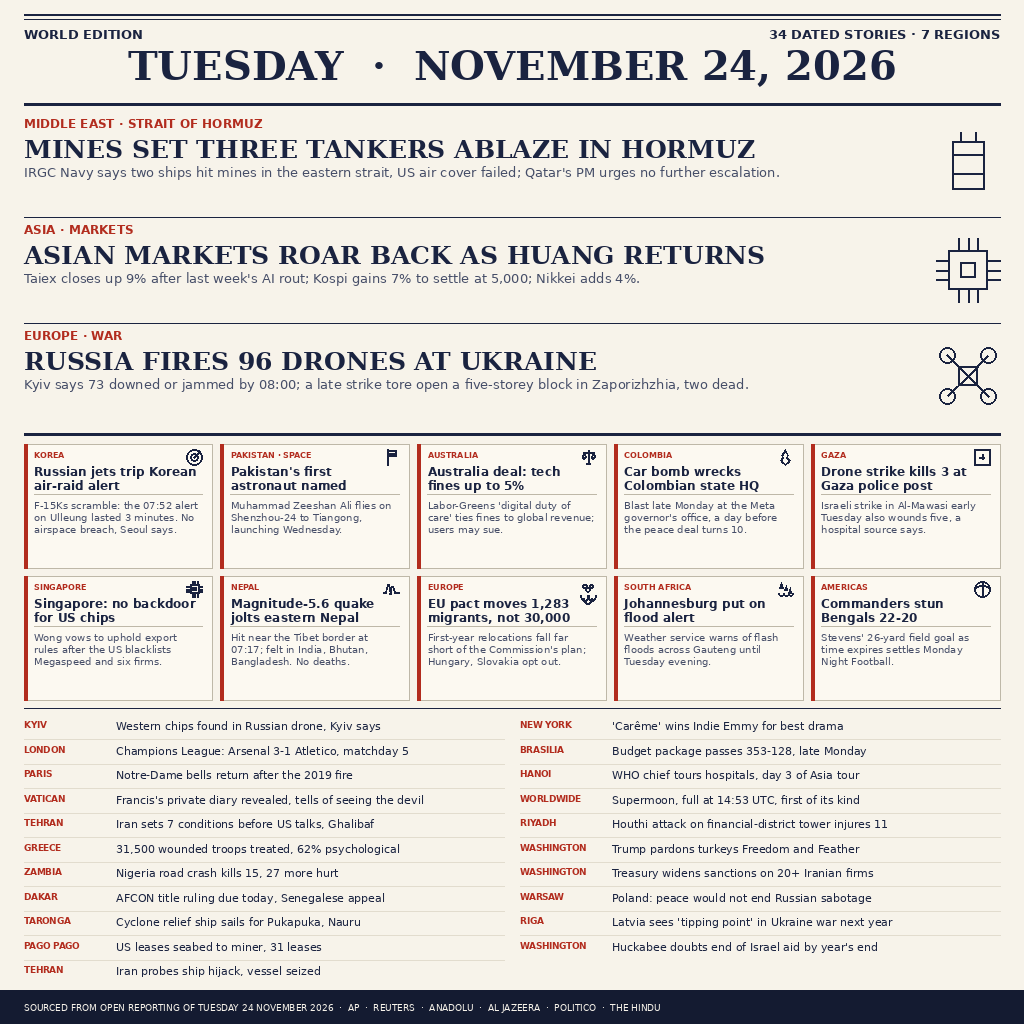 WORLD EDITION
34 DATED STORIES · 7 REGIONS
TUESDAY · NOVEMBER 24, 2026
MIDDLE EAST · STRAIT OF HORMUZ
MINES SET THREE TANKERS ABLAZE IN HORMUZ
IRGC Navy says two ships hit mines in the eastern strait, US air cover failed; Qatar's PM urges no further escalation.
ASIA · MARKETS
ASIAN MARKETS ROAR BACK AS HUANG RETURNS
Taiex closes up 9% after last week's AI rout; Kospi gains 7% to settle at 5,000; Nikkei adds 4%.
EUROPE · WAR
RUSSIA FIRES 96 DRONES AT UKRAINE
Kyiv says 73 downed or jammed by 08:00; a late strike tore open a five-storey block in Zaporizhzhia, two dead.
KOREA
Russian jets trip Korean
air-raid alert
F-15Ks scramble: the 07:52 alert
on Ulleung lasted 3 minutes. No
airspace breach, Seoul says.
PAKISTAN · SPACE
Pakistan's first
astronaut named
Muhammad Zeeshan Ali flies on
Shenzhou-24 to Tiangong,
launching Wednesday.
AUSTRALIA
Australia deal: tech
fines up to 5%
Labor-Greens 'digital duty of
care' ties fines to global revenue;
users may sue.
COLOMBIA
Car bomb wrecks
Colombian state HQ
Blast late Monday at the Meta
governor's office, a day before
the peace deal turns 10.
GAZA
Drone strike kills 3 at
Gaza police post
Israeli strike in Al-Mawasi early
Tuesday also wounds five, a
hospital source says.
SINGAPORE
Singapore: no backdoor
for US chips
Wong vows to uphold export
rules after the US blacklists
Megaspeed and six firms.
NEPAL
Magnitude-5.6 quake
jolts eastern Nepal
Hit near the Tibet border at
07:17; felt in India, Bhutan,
Bangladesh. No deaths.
EUROPE
EU pact moves 1,283
migrants, not 30,000
First-year relocations fall far
short of the Commission's plan;
Hungary, Slovakia opt out.
SOUTH AFRICA
Johannesburg put on
flood alert
Weather service warns of flash
floods across Gauteng until
Tuesday evening.
AMERICAS
Commanders stun
Bengals 22-20
Stevens' 26-yard field goal as
time expires settles Monday
Night Football.
KYIV Western chips found in Russian drone, Kyiv says
LONDON Champions League: Arsenal 3-1 Atletico, matchday 5
PARIS Notre-Dame bells return after the 2019 fire
VATICAN Francis's private diary revealed, tells of seeing the devil
TEHRAN Iran sets 7 conditions before US talks, Ghalibaf
GREECE 31,500 wounded troops treated, 62% psychological
ZAMBIA Nigeria road crash kills 15, 27 more hurt
DAKAR AFCON title ruling due today, Senegalese appeal
TARONGA Cyclone relief ship sails for Pukapuka, Nauru
PAGO PAGO US leases seabed to miner, 31 leases
TEHRAN Iran probes ship hijack, vessel seized
NEW YORK 'Carême' wins Indie Emmy for best drama
BRASILIA Budget package passes 353-128, late Monday
HANOI WHO chief tours hospitals, day 3 of Asia tour
WORLDWIDE Supermoon, full at 14:53 UTC, first of its kind
RIYADH Houthi attack on financial-district tower injures 11
WASHINGTON Trump pardons turkeys Freedom and Feather
WASHINGTON Treasury widens sanctions on 20+ Iranian firms
WARSAW Poland: peace would not end Russian sabotage
RIGA Latvia sees 'tipping point' in Ukraine war next year
WASHINGTON Huckabee doubts end of Israel aid by year's end
SOURCED FROM OPEN REPORTING OF TUESDAY 24 NOVEMBER 2026 · AP · REUTERS · ANADOLU · AL JAZEERA · POLITICO · THE HINDU